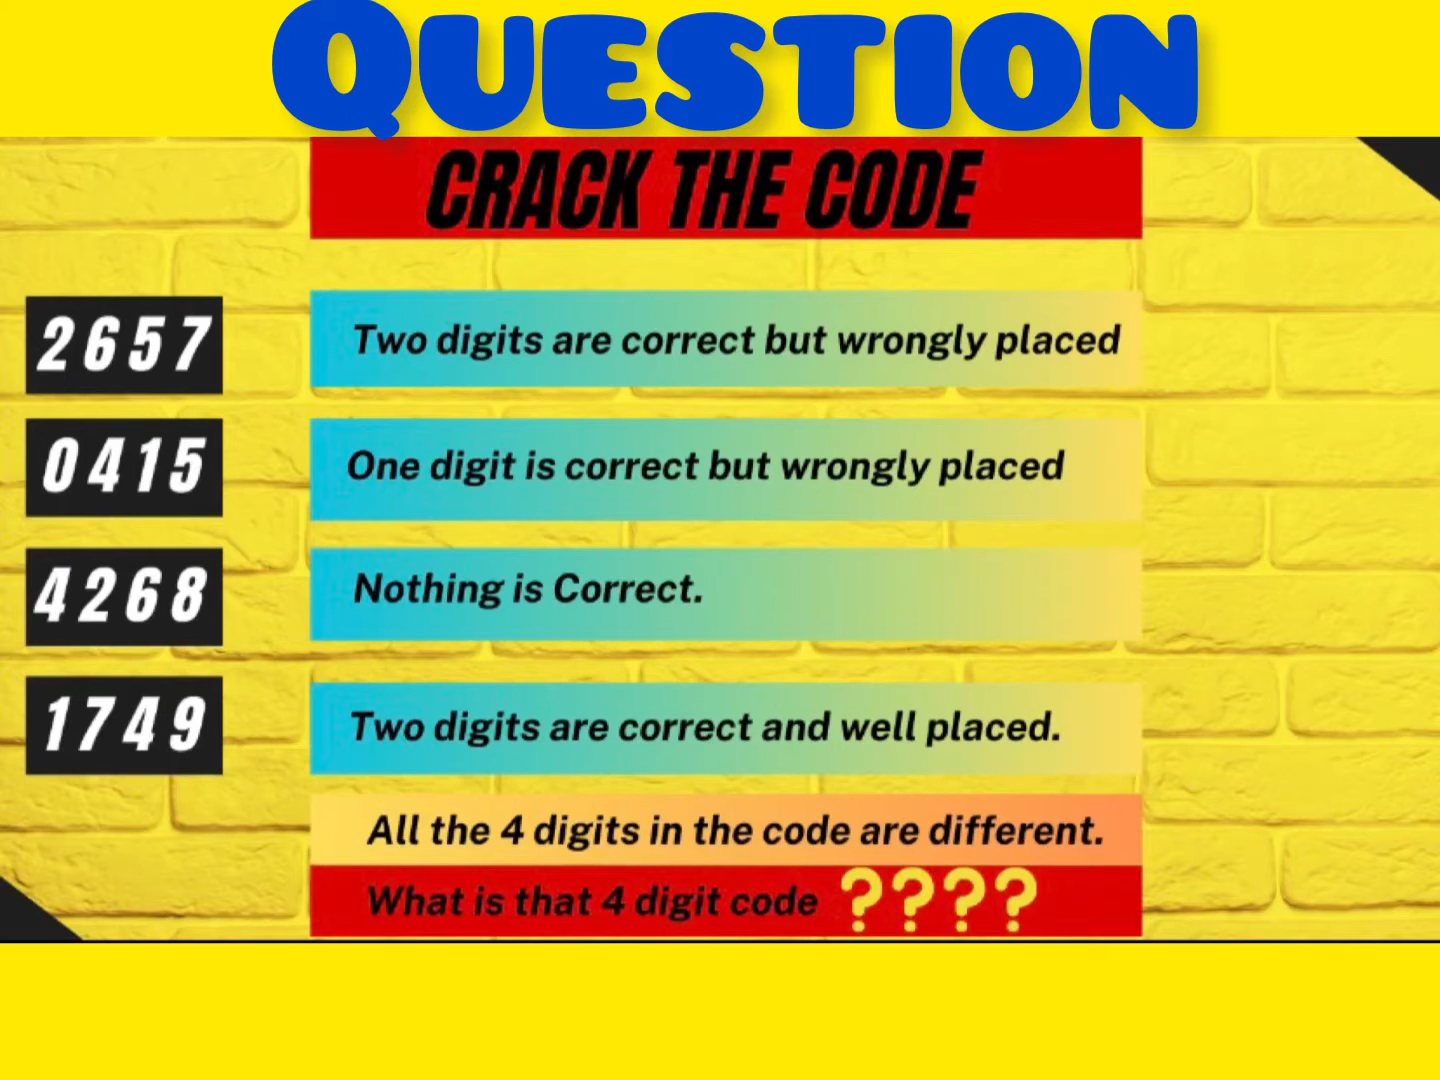 QUESTION
CRACK THE CODE
2657
Two digits are correct but wrongly placed
0415
One digit is correct but wrongly placed
4268
Nothing is Correct.
1749
Two digits are correct and well placed.
All the 4 digits in the code are different.
What is that 4 digit code ????